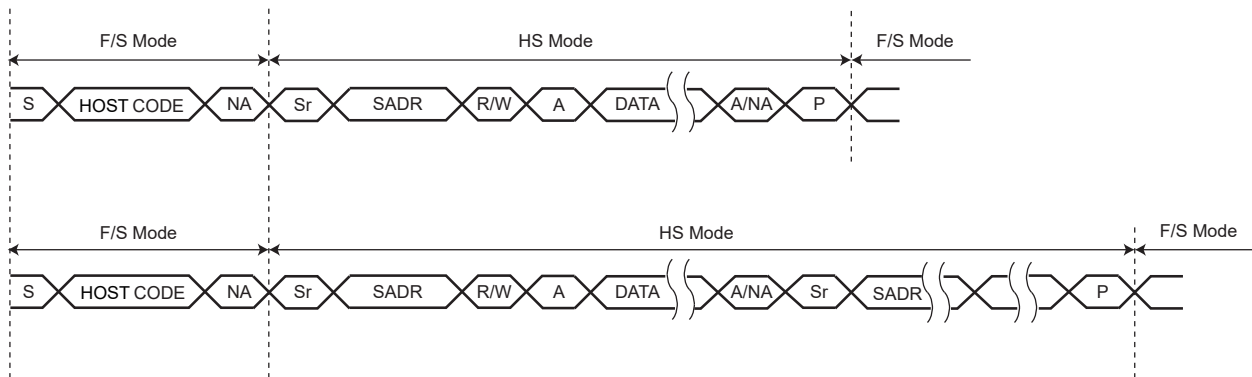 F/S Mode HS Mode F/S Mode
S HOST CODE NA Sr SADR R/W A DATA A/NA P
F/S Mode HS Mode F/S Mode
S HOST CODE NA Sr SADR R/W A DATA A/NA Sr SADR P